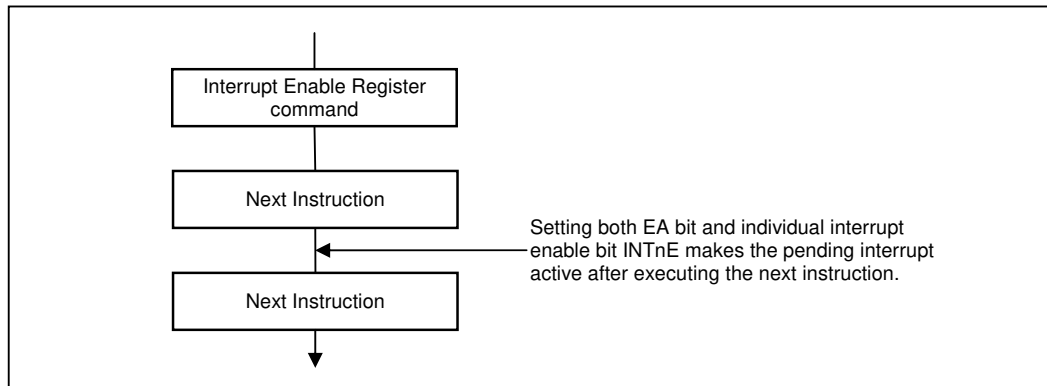 Interrupt Enable Register
command
Next Instruction
Setting both EA bit and individual interrupt
enable bit INTnE makes the pending interrupt
active after executing the next instruction.
Next Instruction